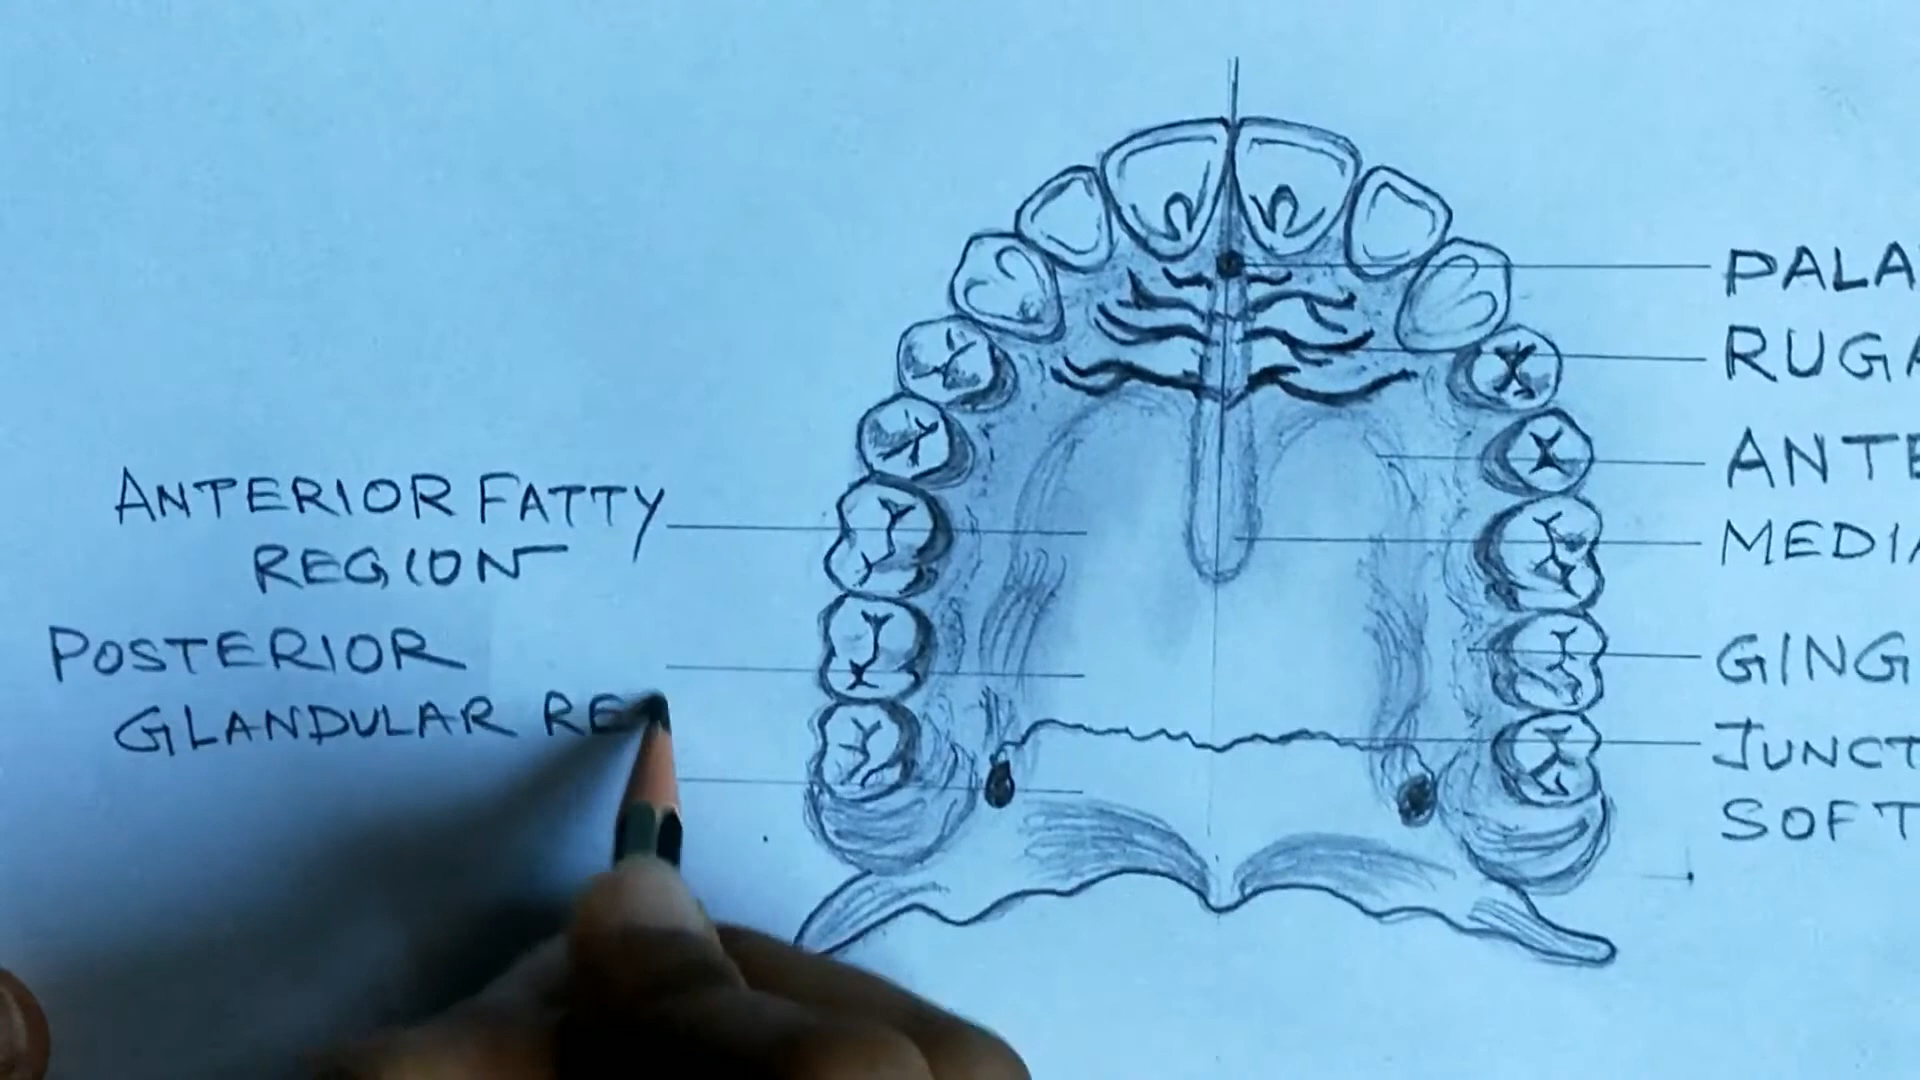 ANTERIOR FATTY
REGION
POSTERIOR
GLANDULAR RE
PALA
RUGA
ANTE
MEDIA
GING
JUNCT
SOFT